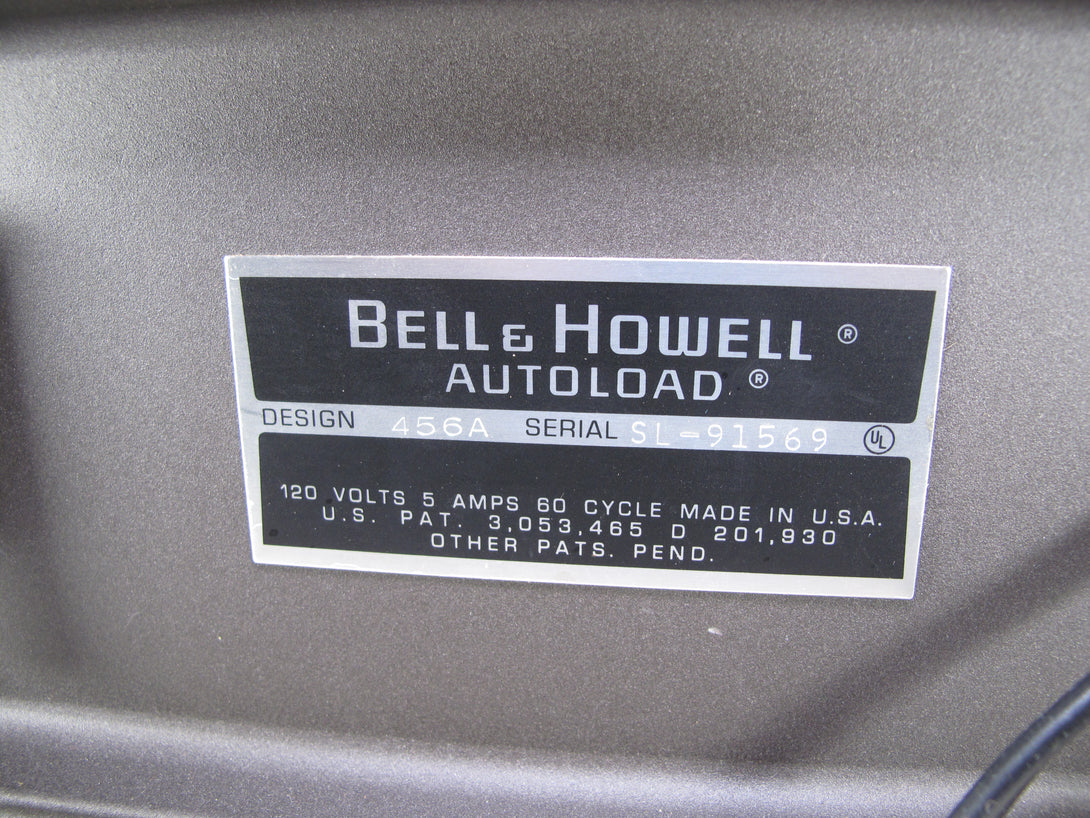 BELL & HOWELL ®
AUTOLOAD ®
DESIGN 456A SERIAL SL-91569 UL
120 VOLTS 5 AMPS 60 CYCLE MADE IN U.S.A.
U.S. PAT. 3,053,465 D 201,930
OTHER PATS. PEND.